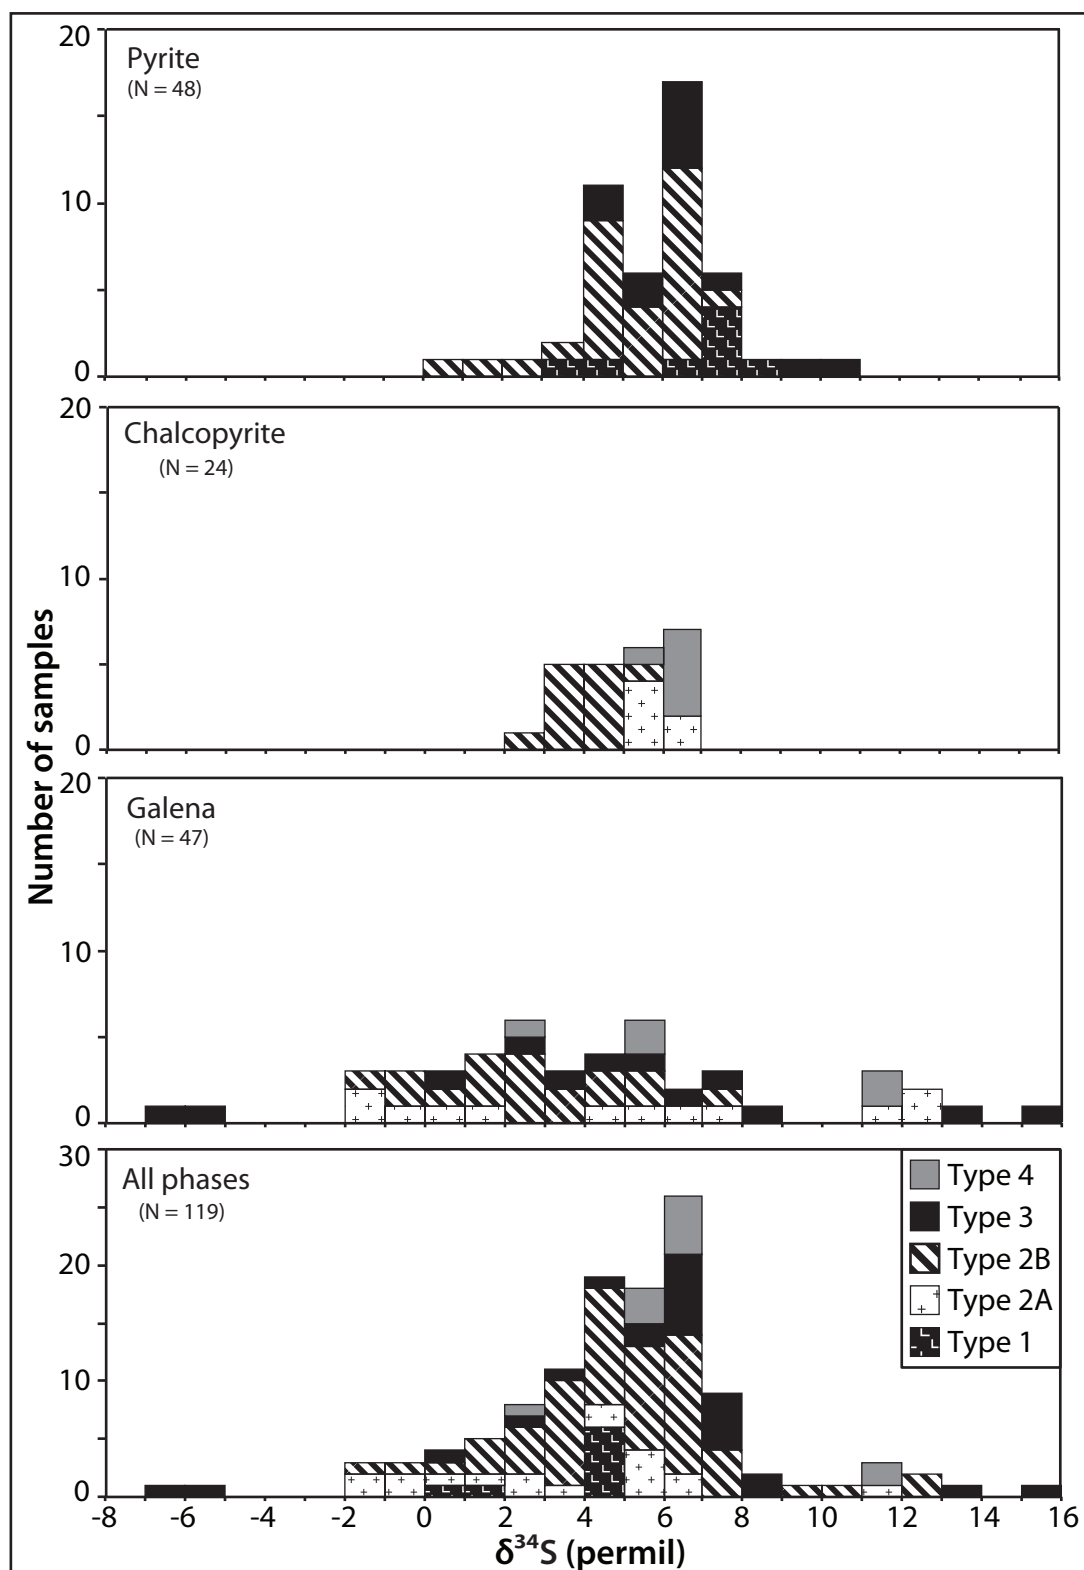 20
Pyrite
(N = 48)
10
0
20
Chalcopyrite
(N = 24)
10
0
Number of samples
20
Galena
(N = 47)
10
0
30
All phases
(N = 119)
20
10
0
Type 4
Type 3
Type 2B
Type 2A
Type 1
-8 -6 -4 -2 0 2 4 6 8 10 12 14 16
δ³⁴S (permil)